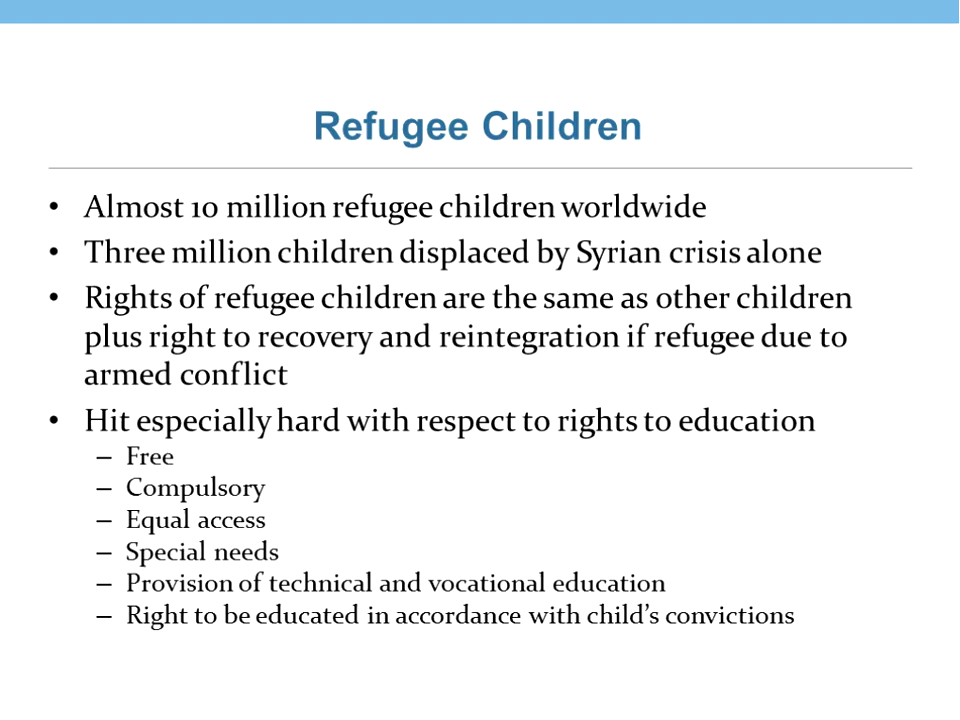 Refugee Children
• Almost 10 million refugee children worldwide
• Three million children displaced by Syrian crisis alone
• Rights of refugee children are the same as other children
plus right to recovery and reintegration if refugee due to
armed conflict
• Hit especially hard with respect to rights to education
– Free
– Compulsory
– Equal access
– Special needs
– Provision of technical and vocational education
– Right to be educated in accordance with child’s convictions